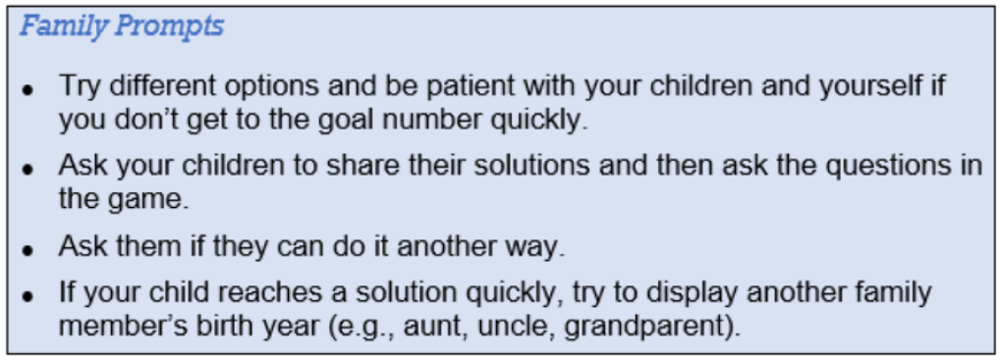 Family Prompts
● Try different options and be patient with your children and yourself if
you don't get to the goal number quickly.
● Ask your children to share their solutions and then ask the questions in
the game.
● Ask them if they can do it another way.
● If your child reaches a solution quickly, try to display another family
member's birth year (e.g., aunt, uncle, grandparent).